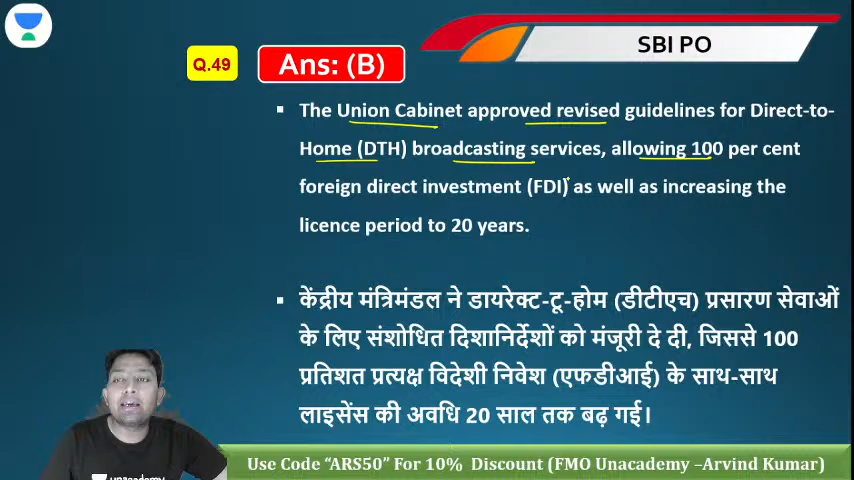 SBI PO
Q.49
Ans: (B)
▪ The Union Cabinet approved revised guidelines for Direct-to-
Home (DTH) broadcasting services, allowing 100 per cent
foreign direct investment (FDI) as well as increasing the
licence period to 20 years.
▪ केंद्रीय मंत्रिमंडल ने डायरेक्ट-टू-होम (डीटीएच) प्रसारण सेवाओं
के लिए संशोधित दिशानिर्देशों को मंजूरी दे दी, जिससे 100
प्रतिशत प्रत्यक्ष विदेशी निवेश (एफडीआई) के साथ-साथ
लाइसेंस की अवधि 20 साल तक बढ़ गई।
unacademy
Use Code “ARS50” For 10% Discount (FMO Unacademy –Arvind Kumar)